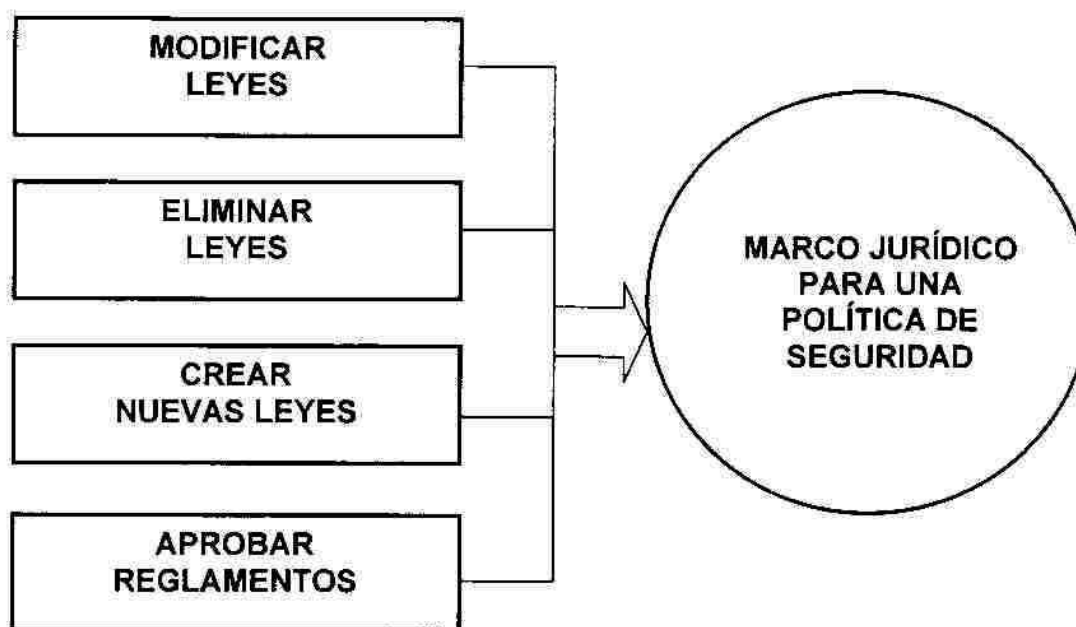 MODIFICAR
LEYES
ELIMINAR
LEYES
CREAR
NUEVAS LEYES
APROBAR
REGLAMENTOS
MARCO JURÍDICO
PARA UNA
POLÍTICA DE
SEGURIDAD